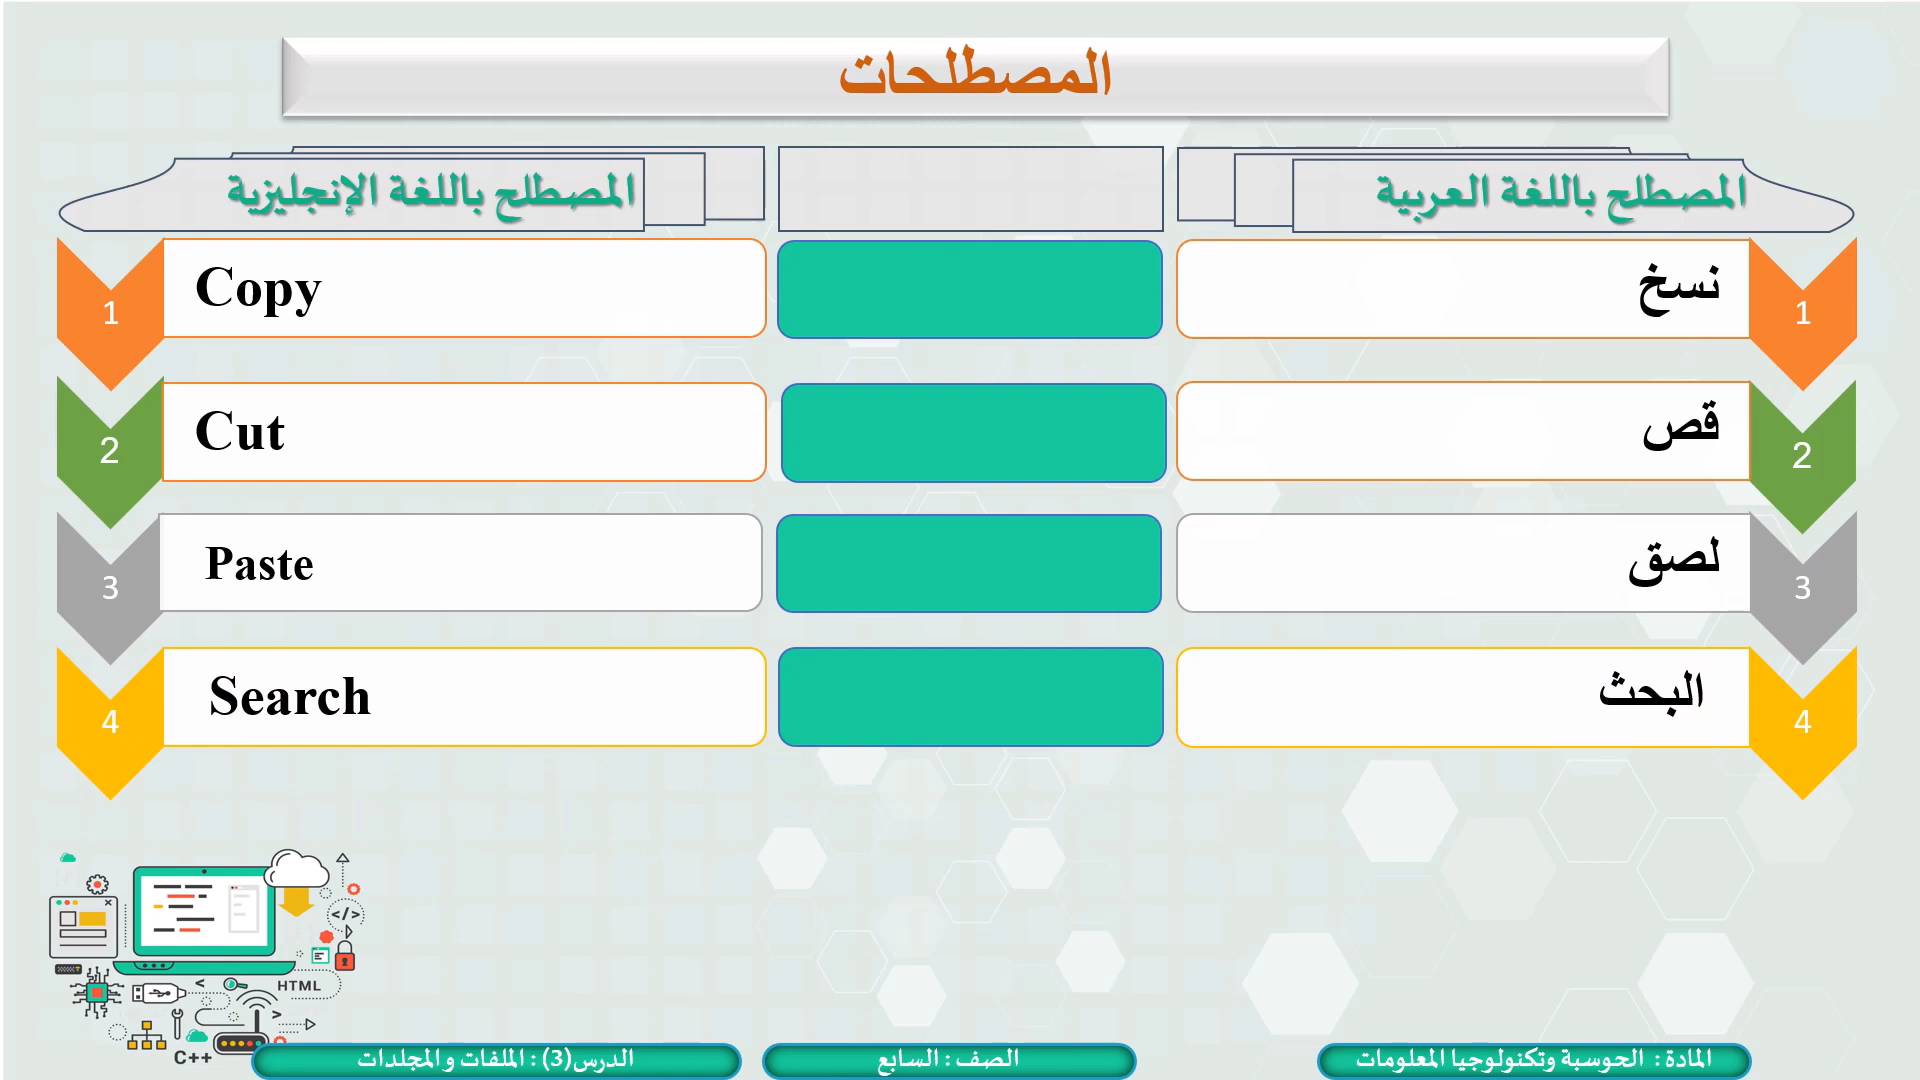 المصطلحات
المصطلح باللغة العربية
المصطلح باللغة الإنجليزية
1
نسخ
Copy
1
2
قص
Cut
2
3
لصق
Paste
3
4
البحث
Search
4
</>
HTML
C++
المادة : الحوسبة وتكنولوجيا المعلومات
الصف : السابع
الدرس(3) : الملفات و المجلدات